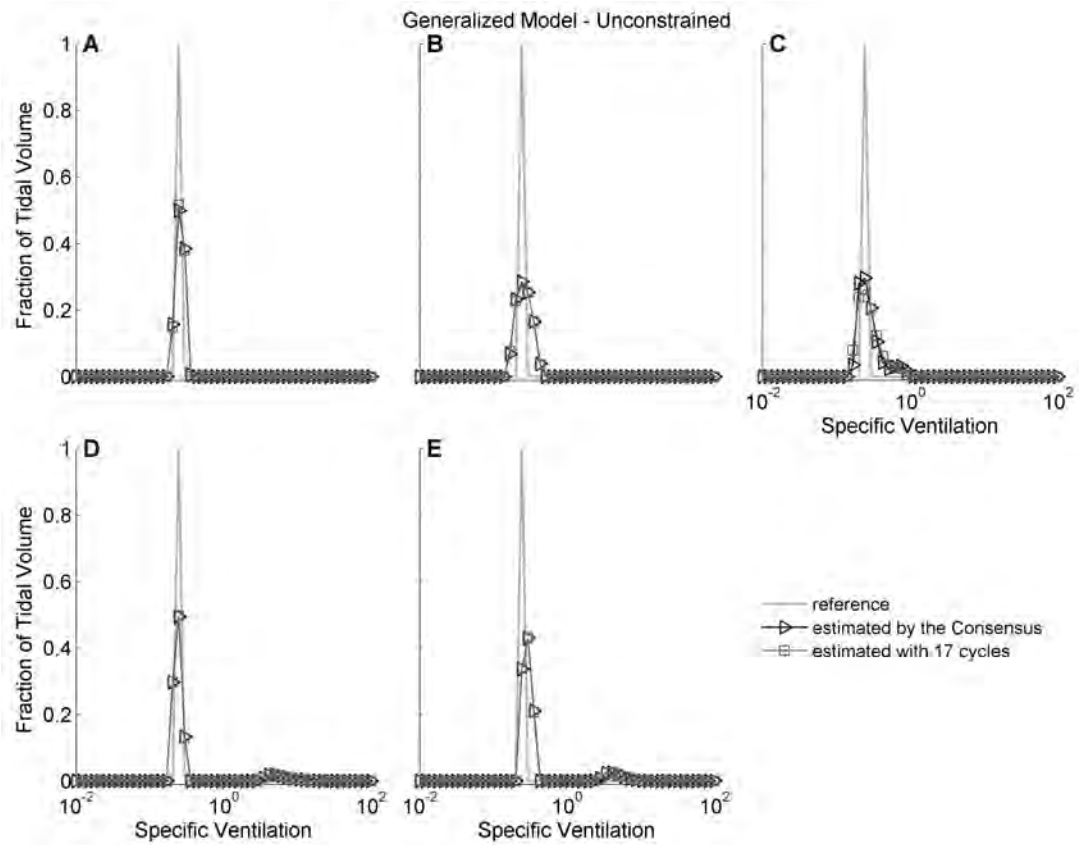 Generalized Model - Unconstrained
A
B
C
Fraction of Tidal Volume
1
0.8
0.6
0.4
0.2
0
10^-2
10^0
10^2
Specific Ventilation
D
E
Fraction of Tidal Volume
1
0.8
0.6
0.4
0.2
0
10^-2
10^0
10^2
Specific Ventilation
10^-2
10^0
10^2
Specific Ventilation
reference
estimated by the Consensus
estimated with 17 cycles